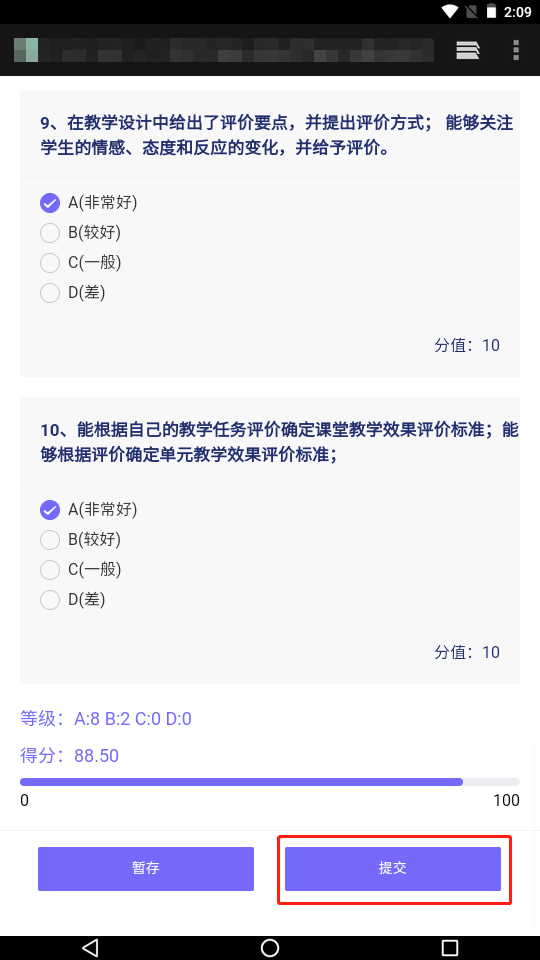 2:09
9、在教学设计中给出了评价要点，并提出评价方式； 能够关注
学生的情感、态度和反应的变化，并给予评价。
A(非常好)
B(较好)
C(一般)
D(差)
分值：10
10、能根据自己的教学任务评价确定课堂教学效果评价标准；能
够根据评价确定单元教学效果评价标准；
A(非常好)
B(较好)
C(一般)
D(差)
分值：10
等级：A:8 B:2 C:0 D:0
得分：88.50
0 100
暂存 提交